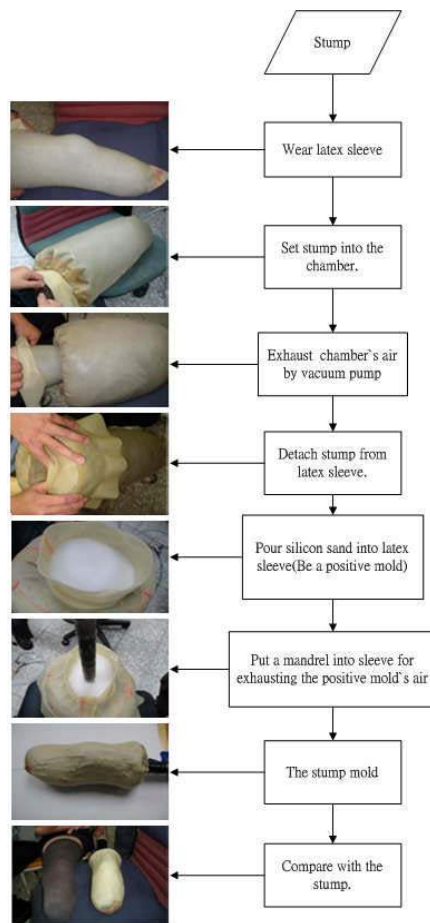 Stump
Wear latex sleeve
Set stump into the
chamber.
Exhaust chamber`s air
by vacuum pump
Detach stump from
latex sleeve.
Pour silicon sand into latex
sleeve(Be a positive mold)
Put a mandrel into sleeve for
exhausting the positive mold`s air
The stump mold
Compare with the
stump.